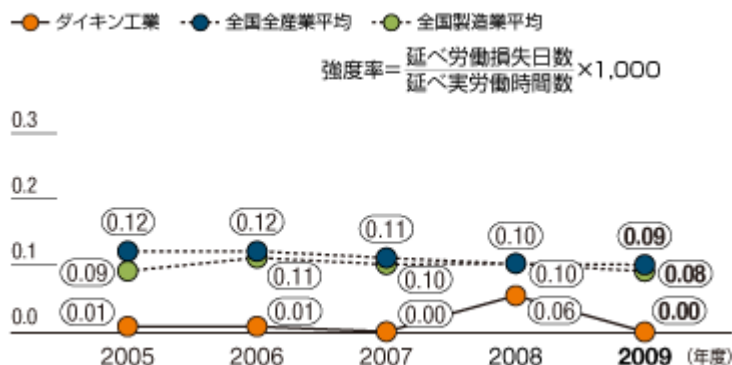 ダイキン工業 全国全産業平均 全国製造業平均
強度率＝延べ労働損失日数/延べ実労働時間数×1,000
0.3
0.2
0.12 0.12 0.11 0.10 0.09
0.1
0.09 0.11 0.10 0.10 0.08
0.0
0.01 0.01 0.00 0.06 0.00
2005 2006 2007 2008 2009 (年度)